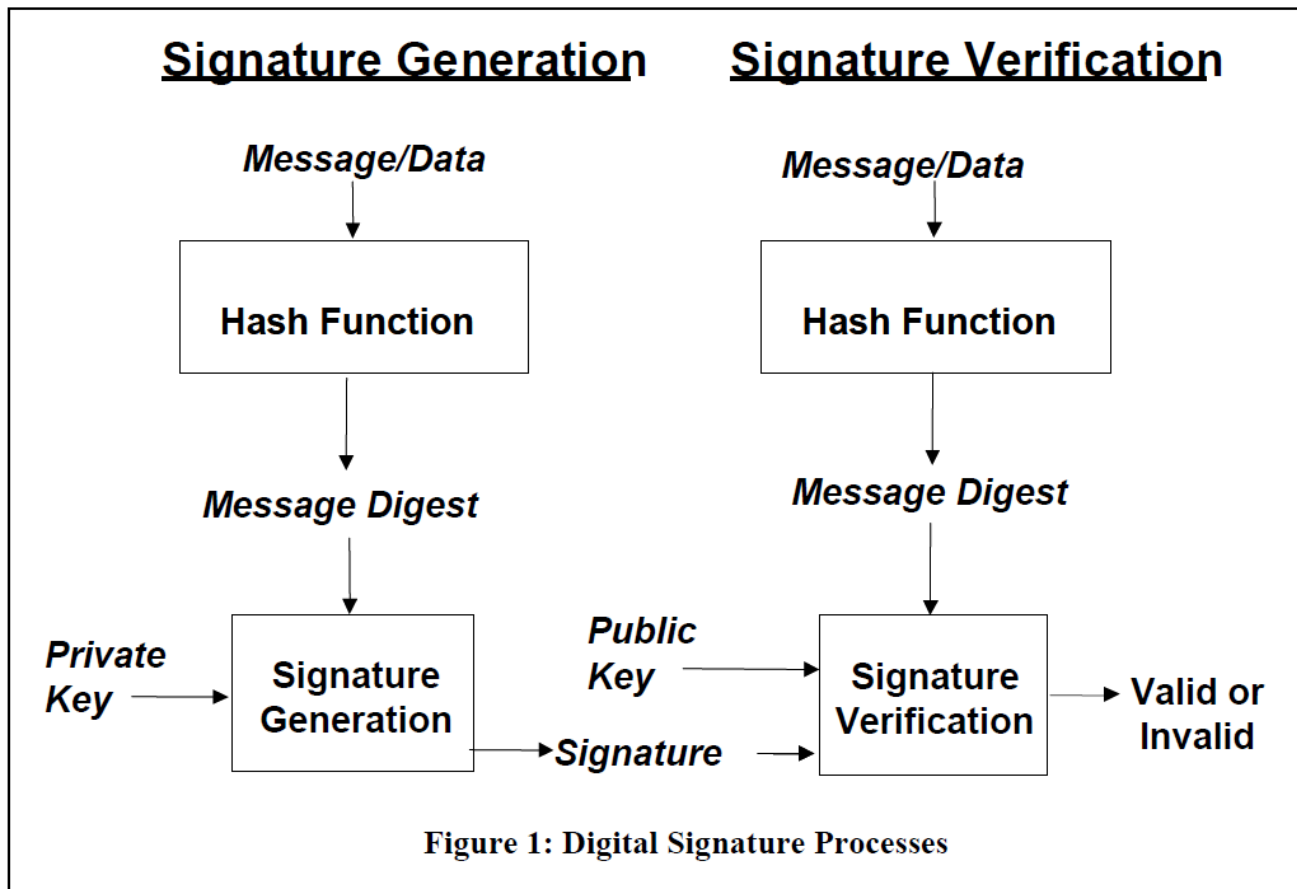 Signature Generation
Signature Verification
Message/Data
Message/Data
Hash Function
Hash Function
Message Digest
Message Digest
Private
Key
Signature
Generation
Public
Key
Signature
Signature
Verification
Valid or
Invalid
Figure 1: Digital Signature Processes